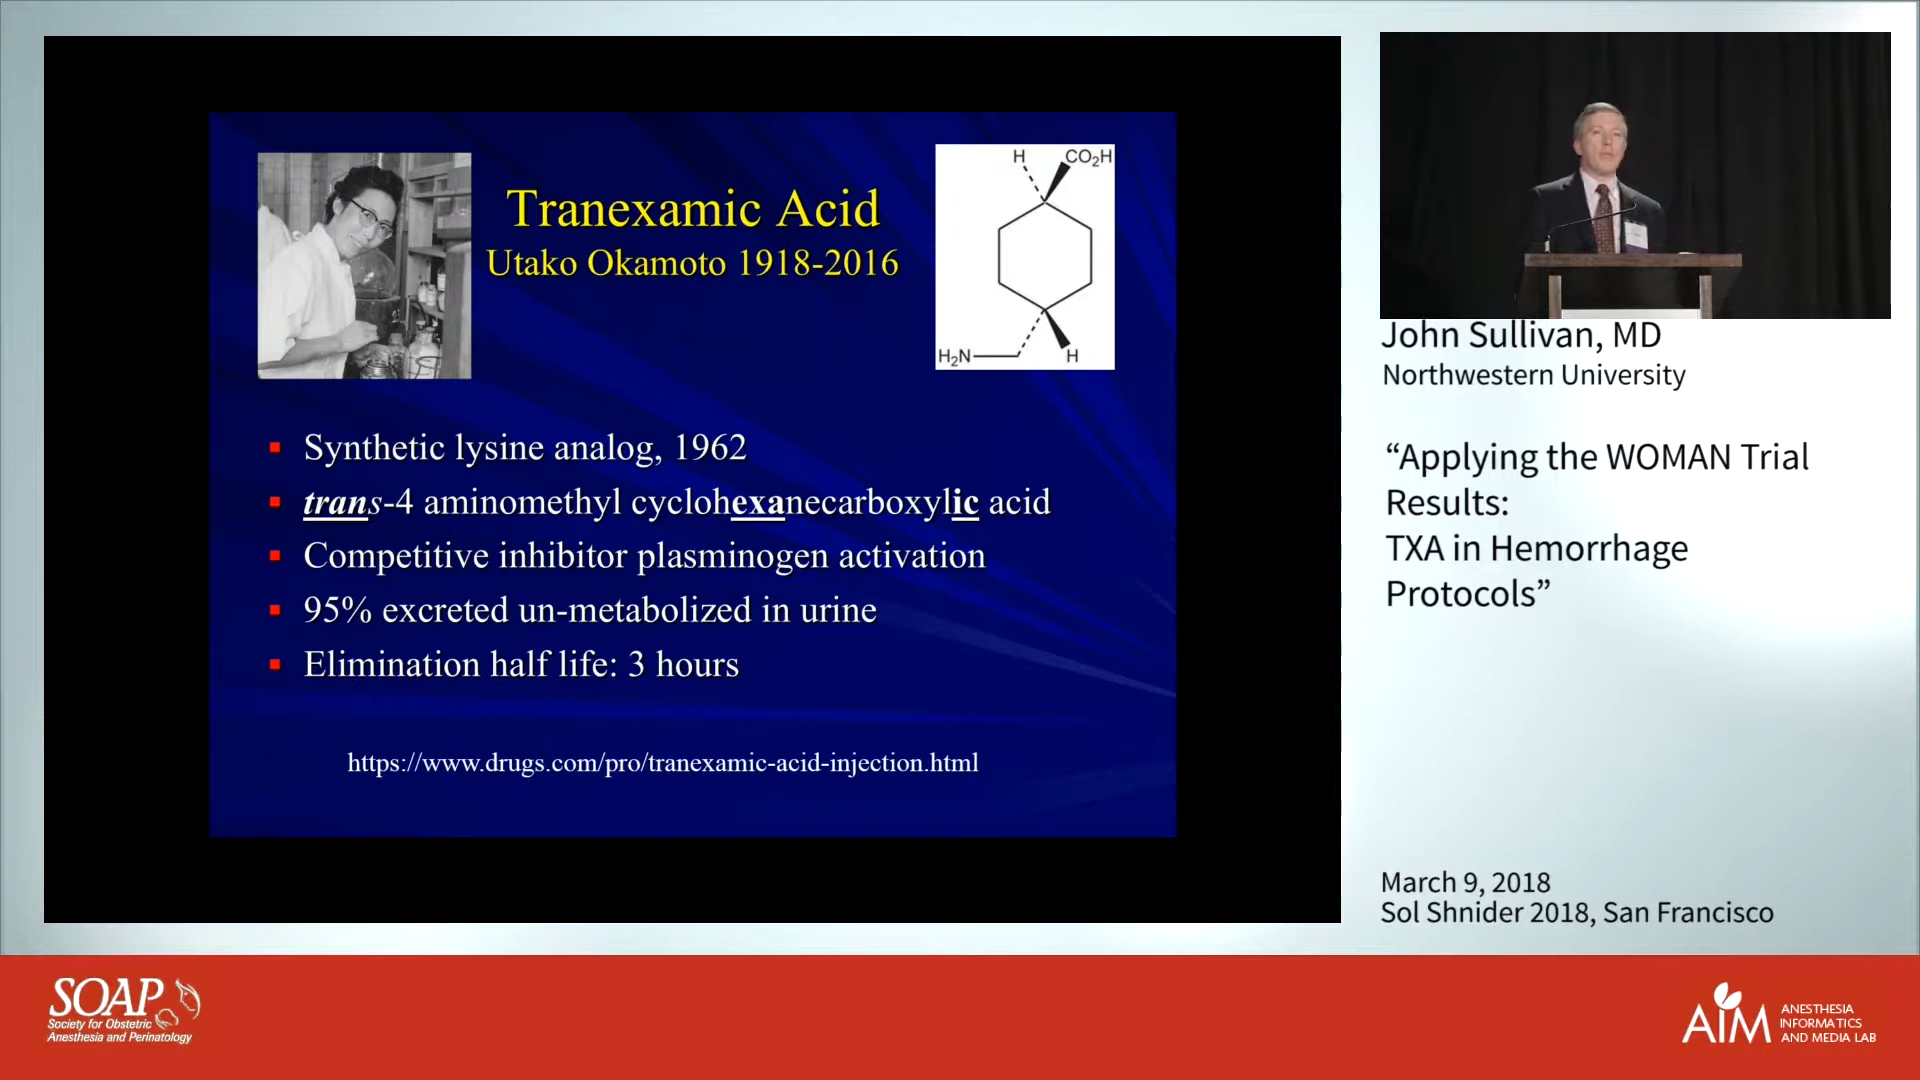 Tranexamic Acid
Utako Okamoto 1918-2016
H
CO₂H
H₂N
H
Synthetic lysine analog, 1962
trans-4 aminomethyl cyclohexanecarboxylic acid
Competitive inhibitor plasminogen activation
95% excreted un-metabolized in urine
Elimination half life: 3 hours
https://www.drugs.com/pro/tranexamic-acid-injection.html
John Sullivan, MD
Northwestern University
“Applying the WOMAN Trial
Results:
TXA in Hemorrhage
Protocols”
March 9, 2018
Sol Shnider 2018, San Francisco
SOAP
Society for Obstetric
Anesthesia and Perinatology
AIM
ANESTHESIA
INFORMATICS
AND MEDIA LAB